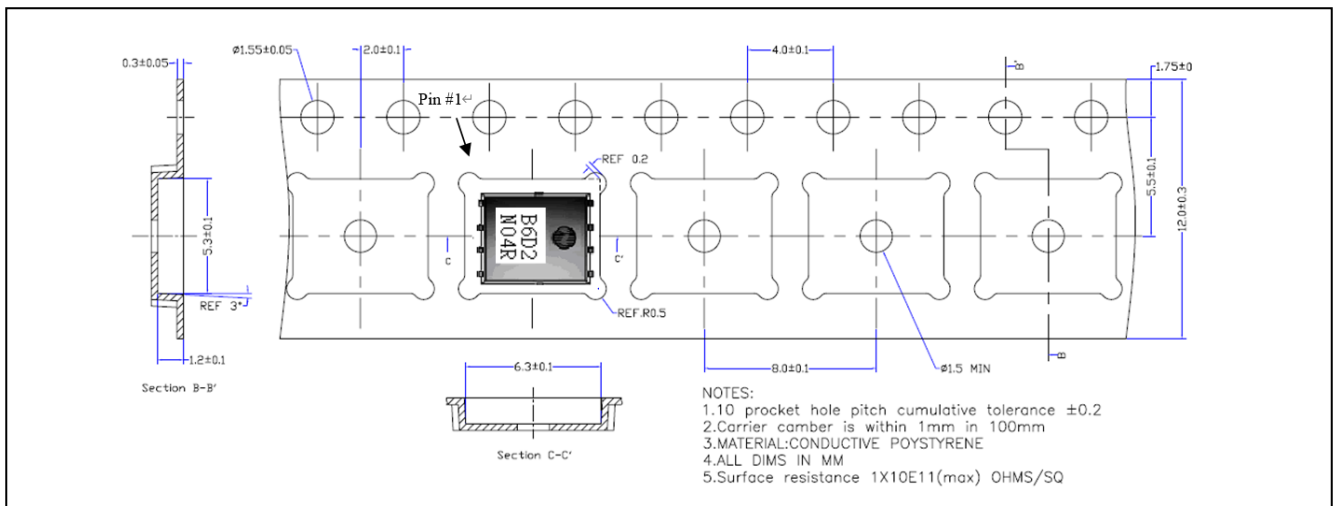 Ø1.55±0.05
2.0±0.1
4.0±0.1
B'
1.75±0
0.3±0.05
Pin #1↵
REF 0.2
5.3±0.1
5.5±0.1
12.0±0.3
B6D2
N04R
C
C'
REF 3°
REF.R0.5
1.2±0.1
6.3±0.1
8.0±0.1
Ø1.5 MIN
B
Section B-B'
Section C-C'
NOTES:
1.10 procket hole pitch cumulative tolerance ±0.2
2.Carrier camber is within 1mm in 100mm
3.MATERIAL:CONDUCTIVE POYSTYRENE
4.ALL DIMS IN MM
5.Surface resistance 1X10E11(max) OHMS/SQ